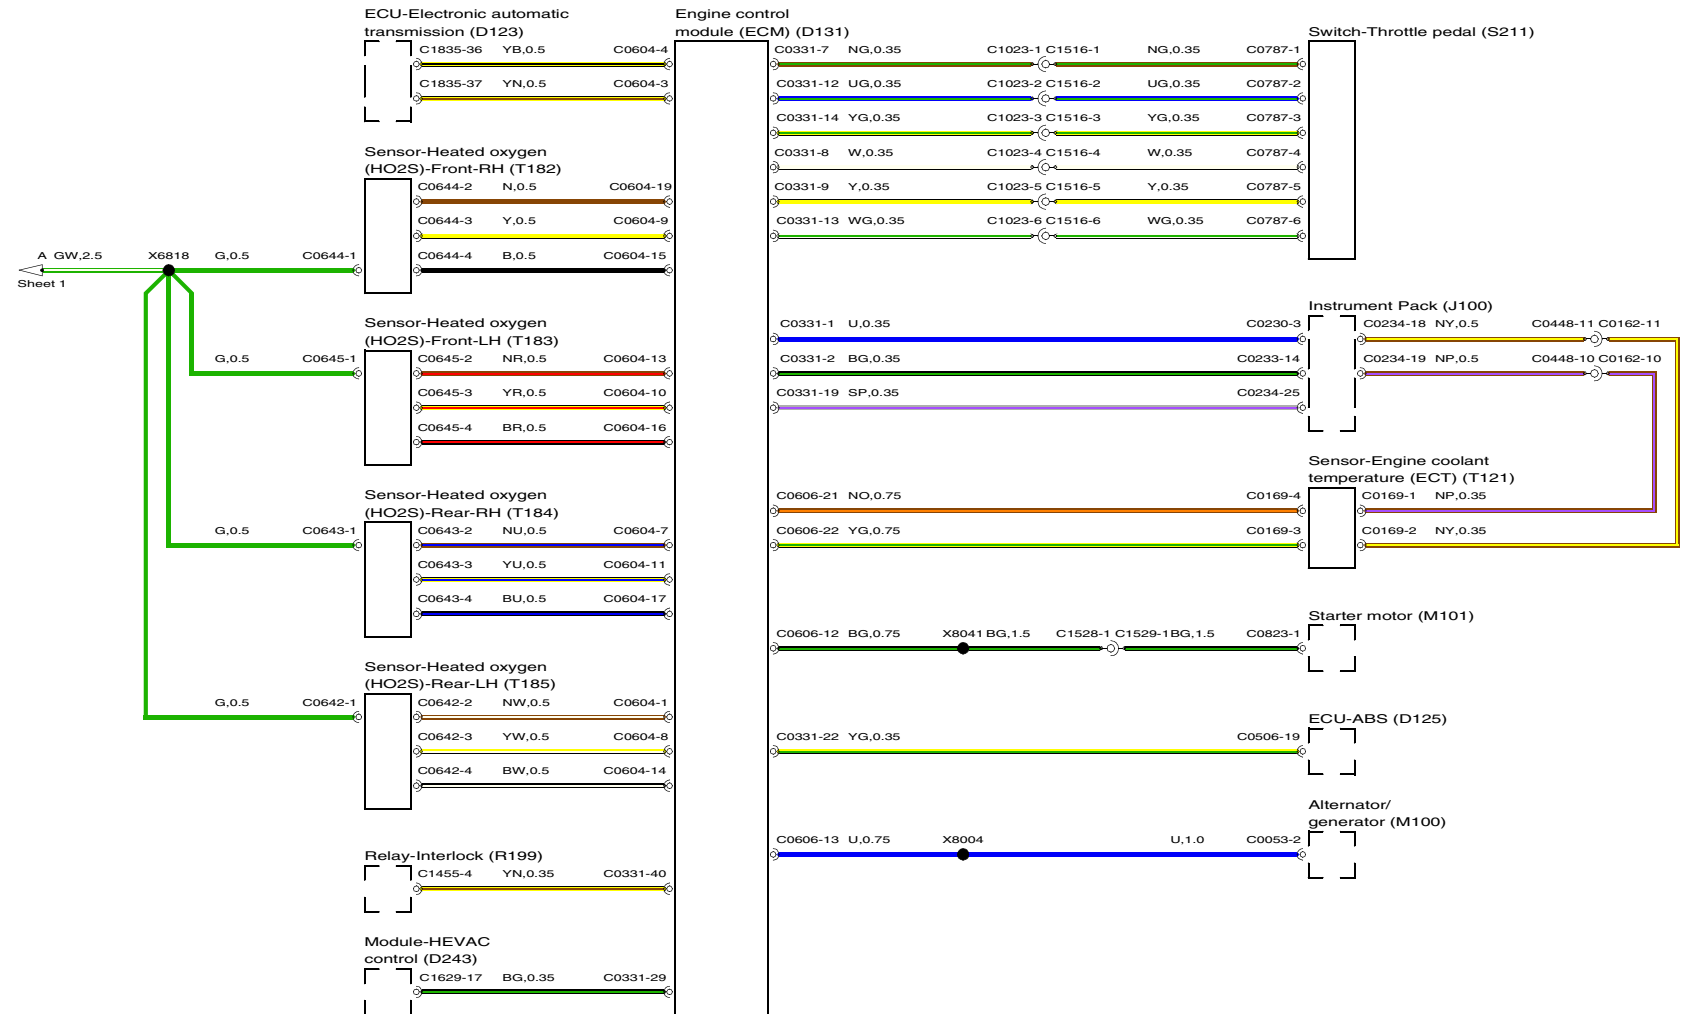 ECU-Electronic automatic
transmission (D123)
C1835-36 YB,0.5 C0604-4
C1835-37 YN,0.5 C0604-3
Sensor-Heated oxygen
(HO2S)-Front-RH (T182)
C0644-2 N,0.5 C0604-19
C0644-3 Y,0.5 C0604-9
C0644-4 B,0.5 C0604-15
A GW,2.5 X6818 G,0.5 C0644-1
Sheet 1
Sensor-Heated oxygen
(HO2S)-Front-LH (T183)
G,0.5 C0645-1 C0645-2 NR,0.5 C0604-13
C0645-3 YR,0.5 C0604-10
C0645-4 BR,0.5 C0604-16
Sensor-Heated oxygen
(HO2S)-Rear-RH (T184)
G,0.5 C0643-1 C0643-2 NU,0.5 C0604-7
C0643-3 YU,0.5 C0604-11
C0643-4 BU,0.5 C0604-17
Sensor-Heated oxygen
(HO2S)-Rear-LH (T185)
G,0.5 C0642-1 C0642-2 NW,0.5 C0604-1
C0642-3 YW,0.5 C0604-8
C0642-4 BW,0.5 C0604-14
Relay-Interlock (R199)
C1455-4 YN,0.35 C0331-40
Module-HEVAC
control (D243)
C1629-17 BG,0.35 C0331-29
Engine control
module (ECM) (D131)
Switch-Throttle pedal (S211)
C0331-7 NG,0.35 C1023-1 C1516-1 NG,0.35 C0787-1
C0331-12 UG,0.35 C1023-2 C1516-2 UG,0.35 C0787-2
C0331-14 YG,0.35 C1023-3 C1516-3 YG,0.35 C0787-3
C0331-8 W,0.35 C1023-4 C1516-4 W,0.35 C0787-4
C0331-9 Y,0.35 C1023-5 C1516-5 Y,0.35 C0787-5
C0331-13 WG,0.35 C1023-6 C1516-6 WG,0.35 C0787-6
Instrument Pack (J100)
C0331-1 U,0.35 C0230-3 C0234-18 NY,0.5 C0448-11 C0162-11
C0331-2 BG,0.35 C0233-14 C0234-19 NP,0.5 C0448-10 C0162-10
C0331-19 SP,0.35 C0234-25
Sensor-Engine coolant
temperature (ECT) (T121)
C0606-21 NO,0.75 C0169-4 C0169-1 NP,0.35
C0606-22 YG,0.75 C0169-3 C0169-2 NY,0.35
Starter motor (M101)
C0606-12 BG,0.75 X8041 BG,1.5 C1528-1 C1529-1 BG,1.5 C0823-1
ECU-ABS (D125)
C0331-22 YG,0.35 C0506-19
Alternator/
generator (M100)
C0606-13 U,0.75 X8004 U,1.0 C0053-2